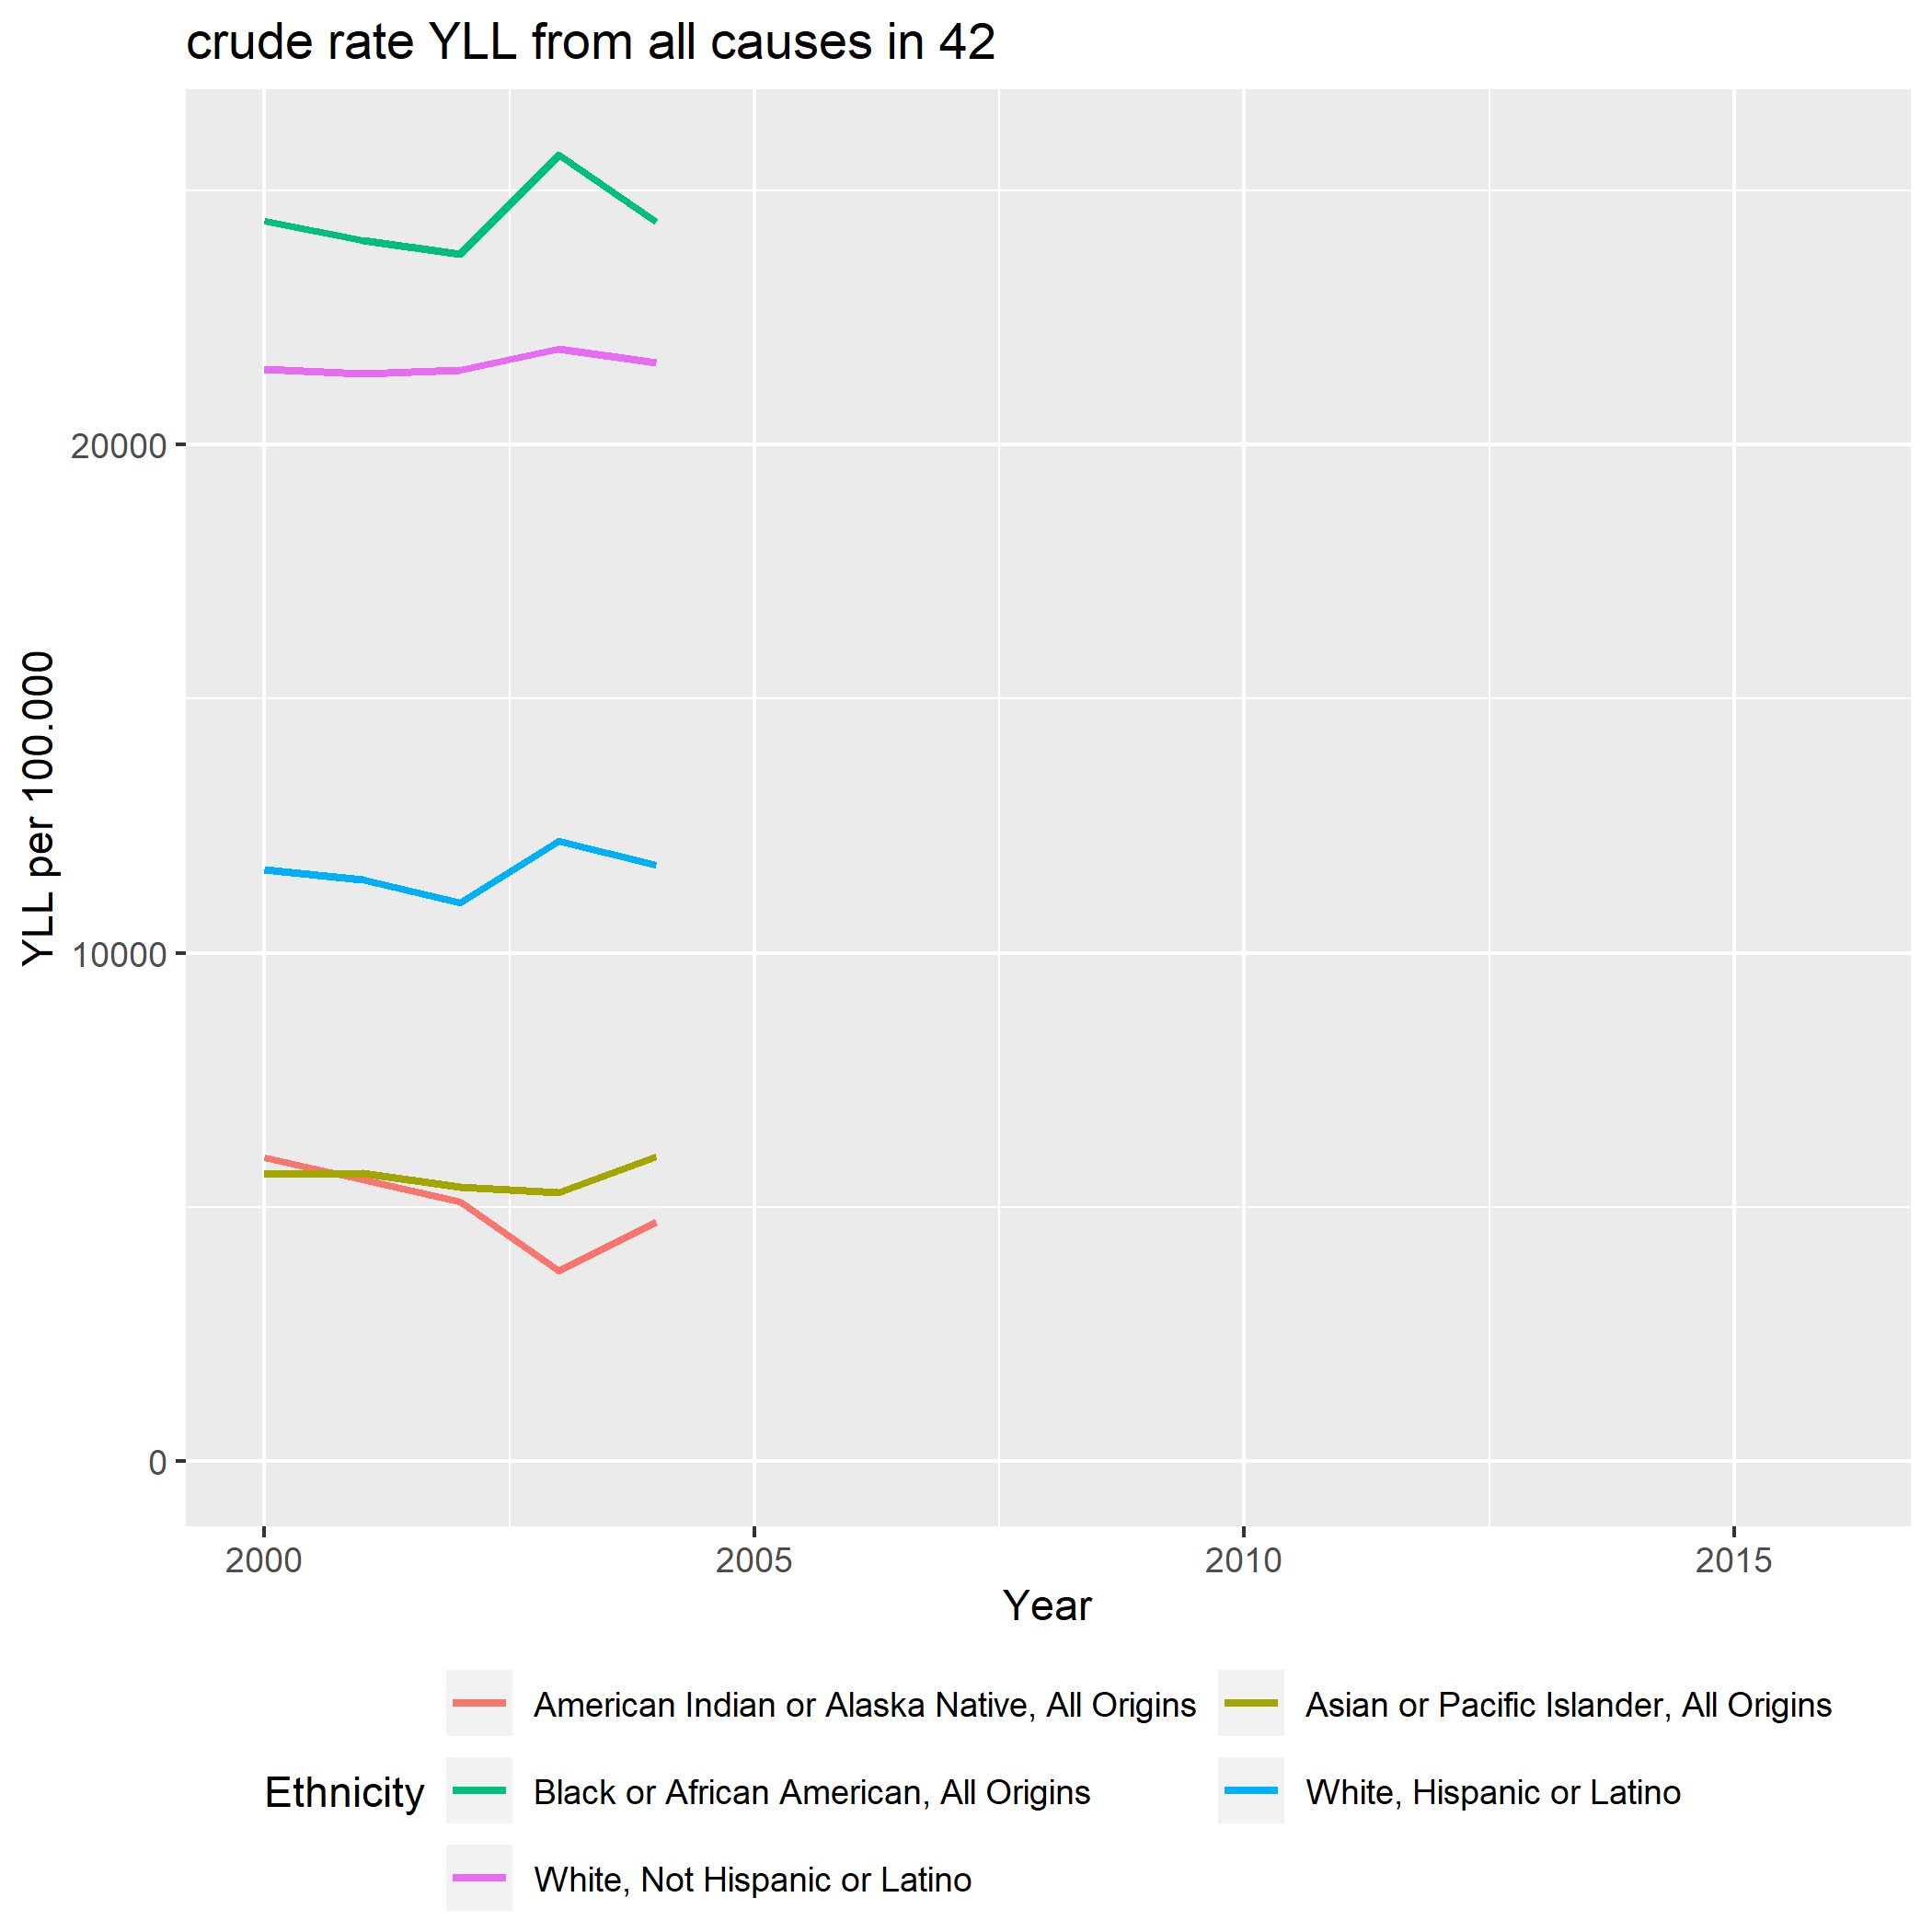 crude rate YLL from all causes in 42
YLL per 100.000
20000
10000
0
2000 2005 2010 2015
Year
Ethnicity
American Indian or Alaska Native, All Origins
Asian or Pacific Islander, All Origins
Black or African American, All Origins
White, Hispanic or Latino
White, Not Hispanic or Latino